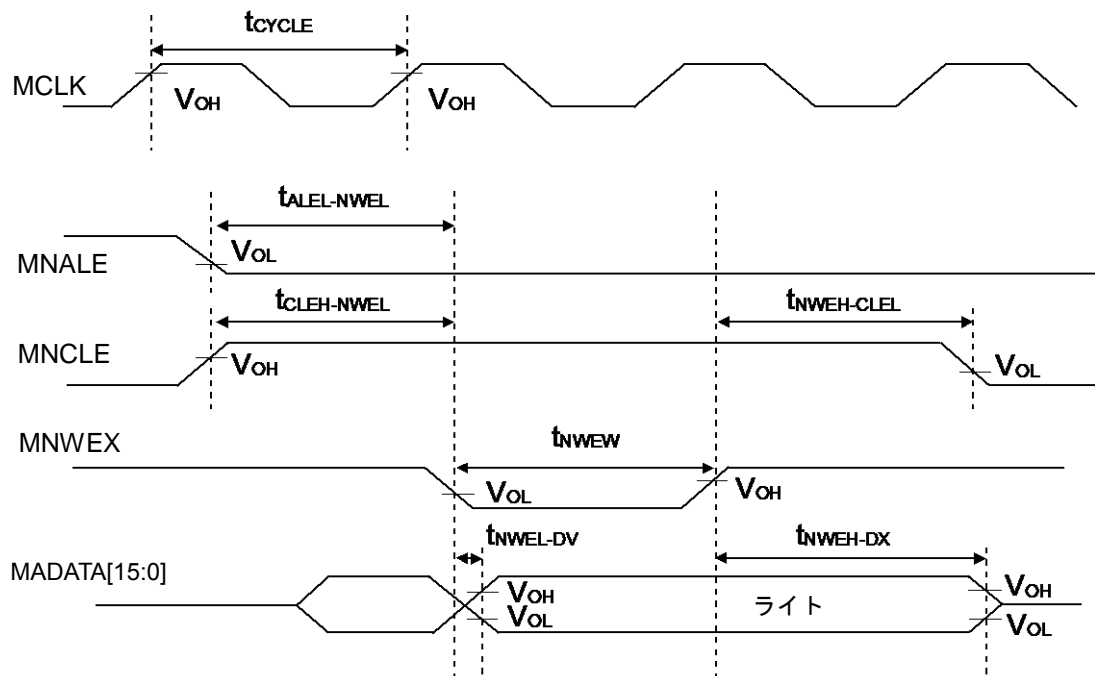 tCYCLE
MCLK
VOH
VOH
tALEL-NWEL
MNALE
VOL
tCLEH-NWEL
tNWEH-CLEL
MNCLE
VOH
VOL
MNWEX
tNWEW
VOL
VOH
tNWEL-DV
tNWEH-DX
MADATA[15:0]
VOH
VOL
ライト
VOH
VOL